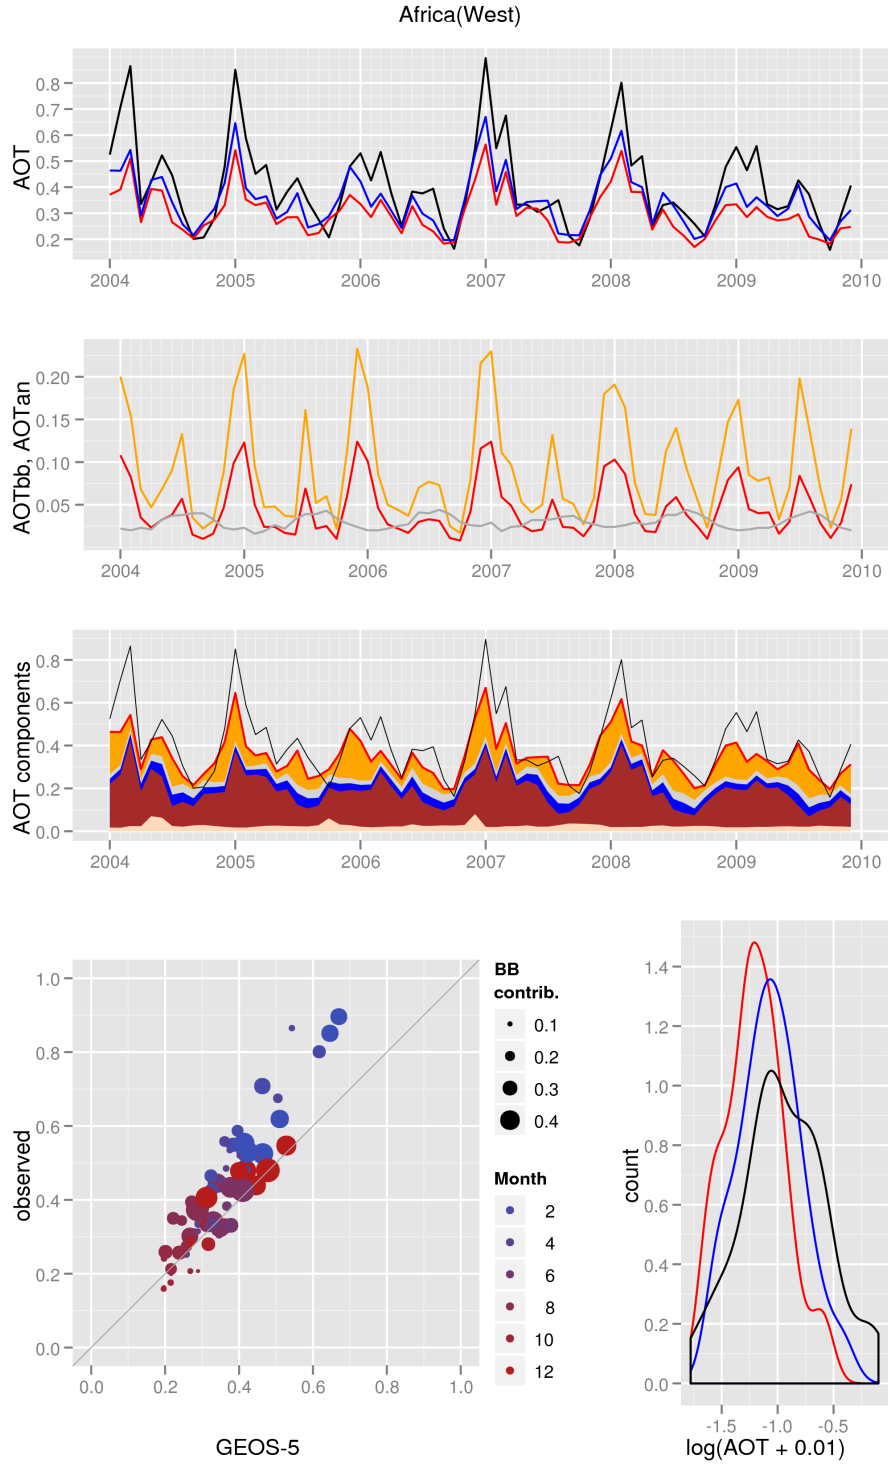 Africa(West)
AOT
0.8
0.7
0.6
0.5
0.4
0.3
0.2
2004 2005 2006 2007 2008 2009 2010
AOTbb, AOTan
0.20
0.15
0.10
0.05
2004 2005 2006 2007 2008 2009 2010
AOT components
0.8
0.6
0.4
0.2
0.0
2004 2005 2006 2007 2008 2009 2010
observed
1.0
0.8
0.6
0.4
0.2
0.0
0.0 0.2 0.4 0.6 0.8 1.0
GEOS-5
BB
contrib.
0.1
0.2
0.3
0.4
Month
2
4
6
8
10
12
count
1.4
1.2
1.0
0.8
0.6
0.4
0.2
0.0
-1.5 -1.0 -0.5
log(AOT + 0.01)